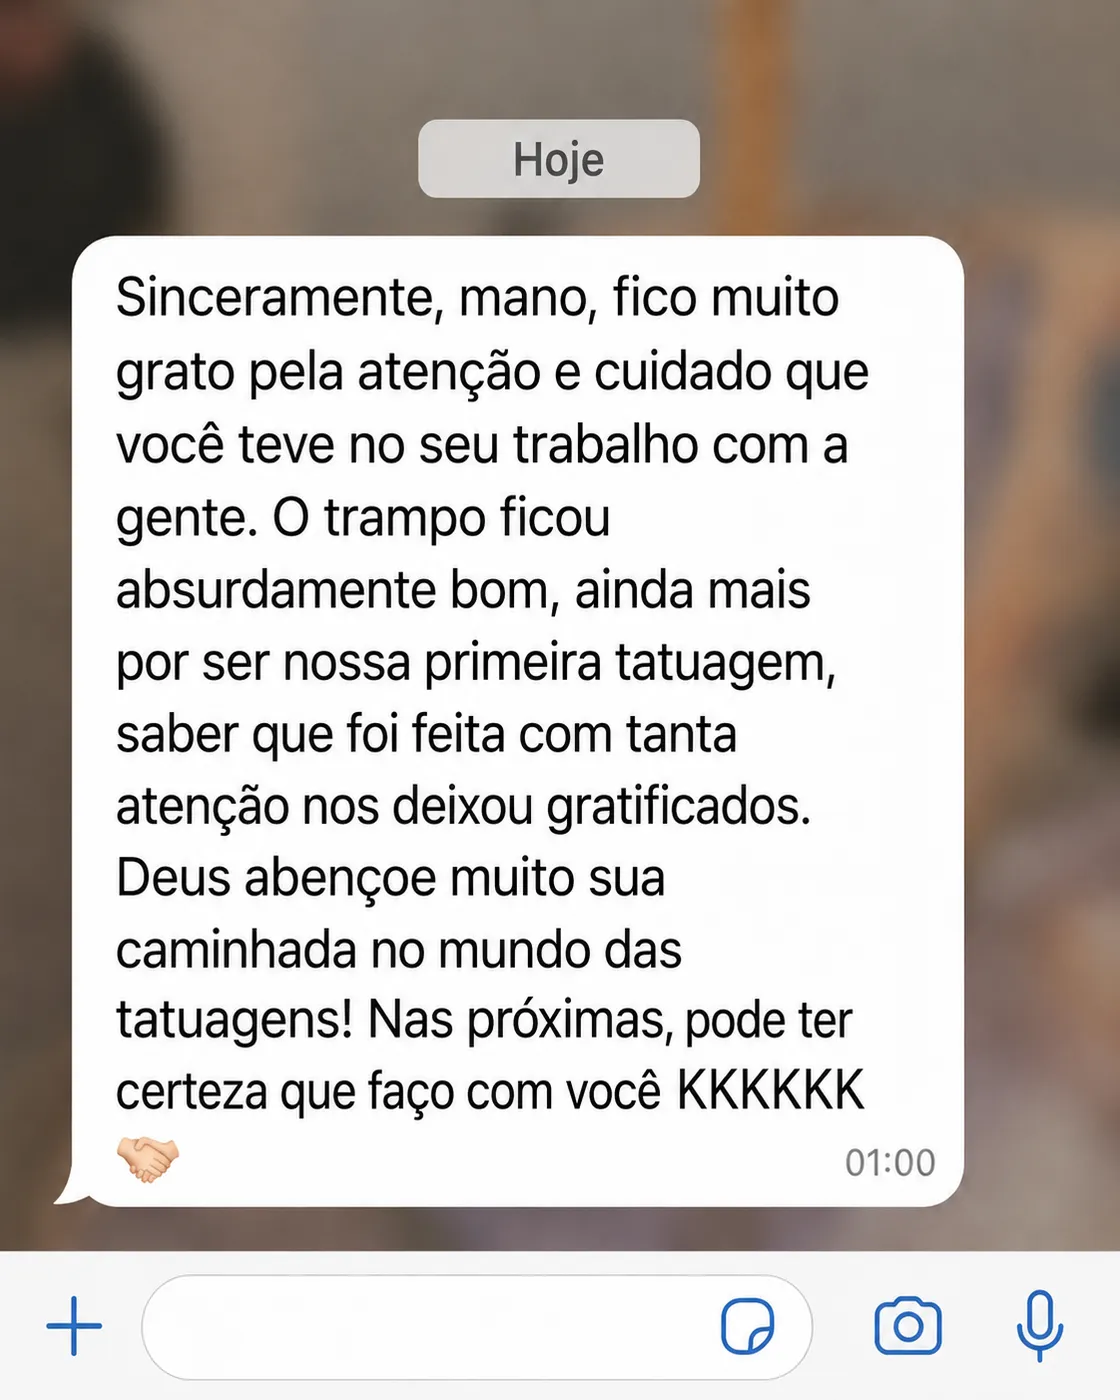 Hoje
Sinceramente, mano, fico muito
grato pela atenção e cuidado que
você teve no seu trabalho com a
gente. O trampo ficou
absurdamente bom, ainda mais
por ser nossa primeira tatuagem,
saber que foi feita com tanta
atenção nos deixou gratificados.
Deus abençoe muito sua
caminhada no mundo das
tatuagens! Nas próximas, pode ter
certeza que faço com você KKKKKK
🤝🏻
01:00